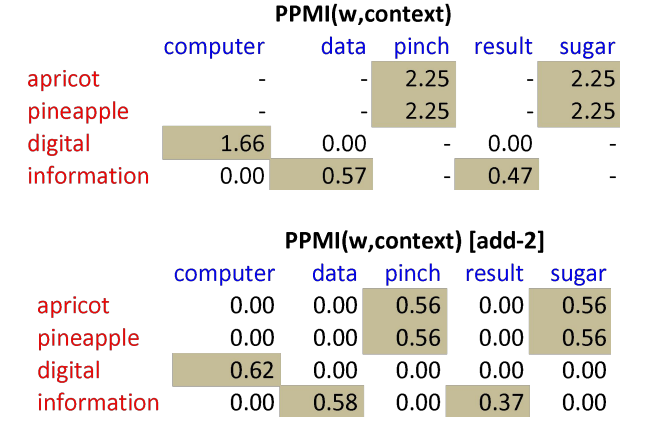 PPMI(w,context)
computer data pinch result sugar
apricot - - 2.25 - 2.25
pineapple - - 2.25 - 2.25
digital 1.66 0.00 - 0.00 -
information 0.00 0.57 - 0.47 -
PPMI(w,context) [add-2]
computer data pinch result sugar
apricot 0.00 0.00 0.56 0.00 0.56
pineapple 0.00 0.00 0.56 0.00 0.56
digital 0.62 0.00 0.00 0.00 0.00
information 0.00 0.58 0.00 0.37 0.00